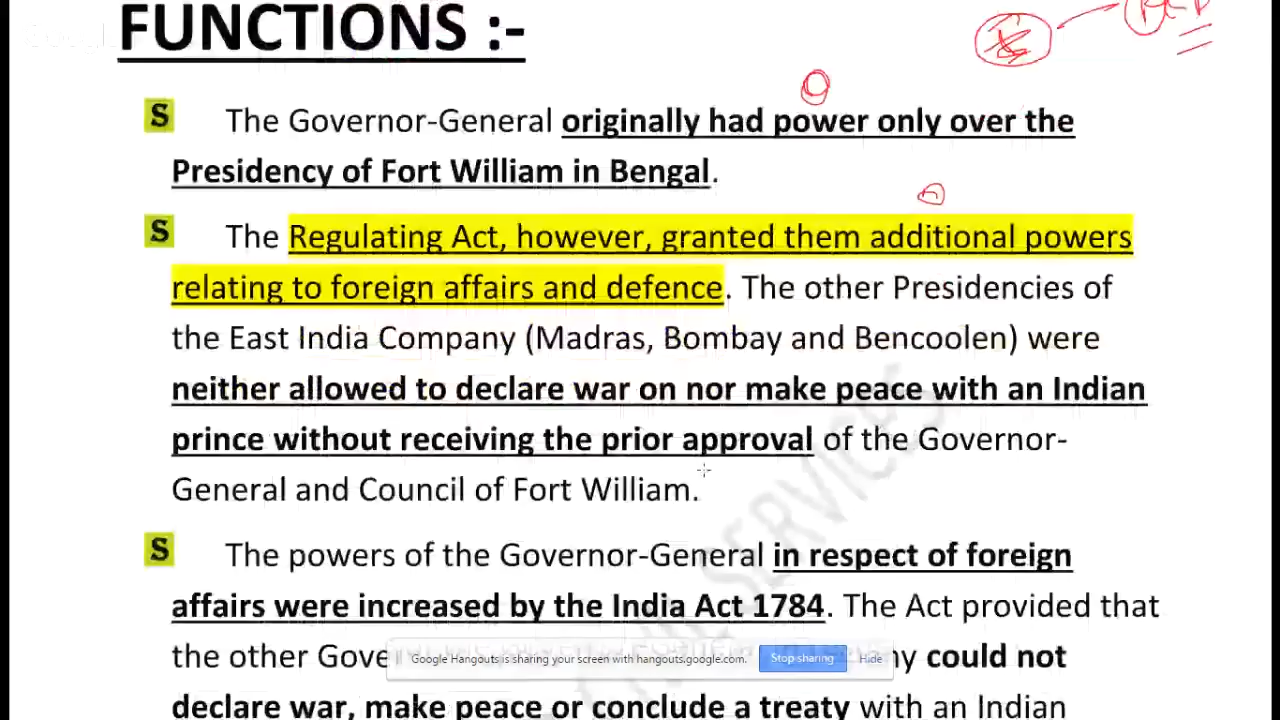 FUNCTIONS :-
S The Governor-General originally had power only over the
Presidency of Fort William in Bengal.
S The Regulating Act, however, granted them additional powers
relating to foreign affairs and defence. The other Presidencies of
the East India Company (Madras, Bombay and Bencoolen) were
neither allowed to declare war on nor make peace with an Indian
prince without receiving the prior approval of the Governor-
General and Council of Fort William.
S The powers of the Governor-General in respect of foreign
affairs were increased by the India Act 1784. The Act provided that
the other
Google Hangouts is sharing your screen with hangouts.google.com. Stop sharing Hide
could not
declare war, make peace or conclude a treaty with an Indian
SERVICES